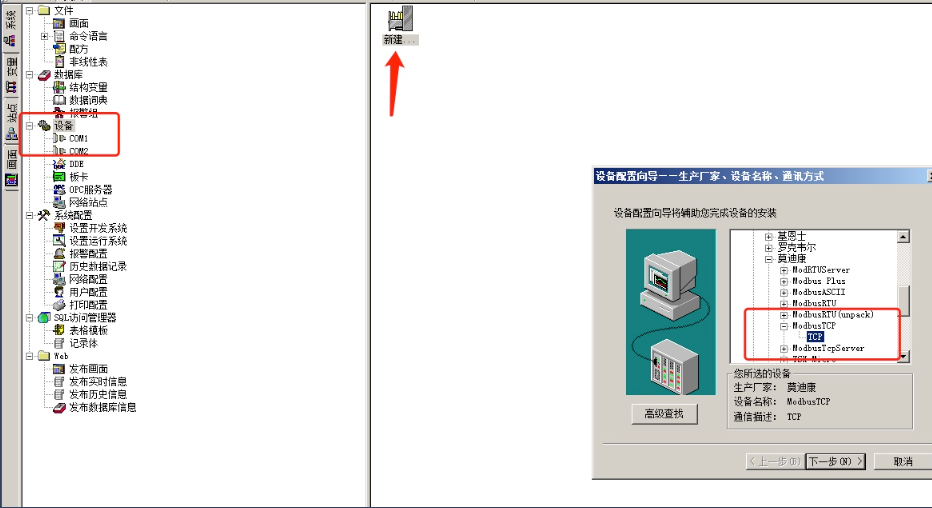 系统
变量
站点
画面
文件
画面
命令语言
配方
非线性表
数据库
结构变量
数据词典
报警组
设备
COM1
COM2
DDE
板卡
OPC服务器
网络站点
系统配置
设置开发系统
设置运行系统
报警配置
历史数据记录
网络配置
用户配置
打印配置
SQL访问管理器
表格模板
记录体
Web
发布画面
发布实时信息
发布历史信息
发布数据库信息
新建...
设备配置向导——生产厂家、设备名称、通讯方式
设备配置向导将辅助您完成设备的安装
基恩士
罗克韦尔
莫迪康
ModRTUServer
Modbus Plus
ModbusASCII
ModbusRTU
ModbusRTU(unpack)
ModbusTCP
TCP
ModbusTcpServer
TSX Micro
您所选的设备
生产厂家： 莫迪康
设备名称： ModbusTCP
通信描述： TCP
高级查找
<上一步(B) 下一步(N) > 取消